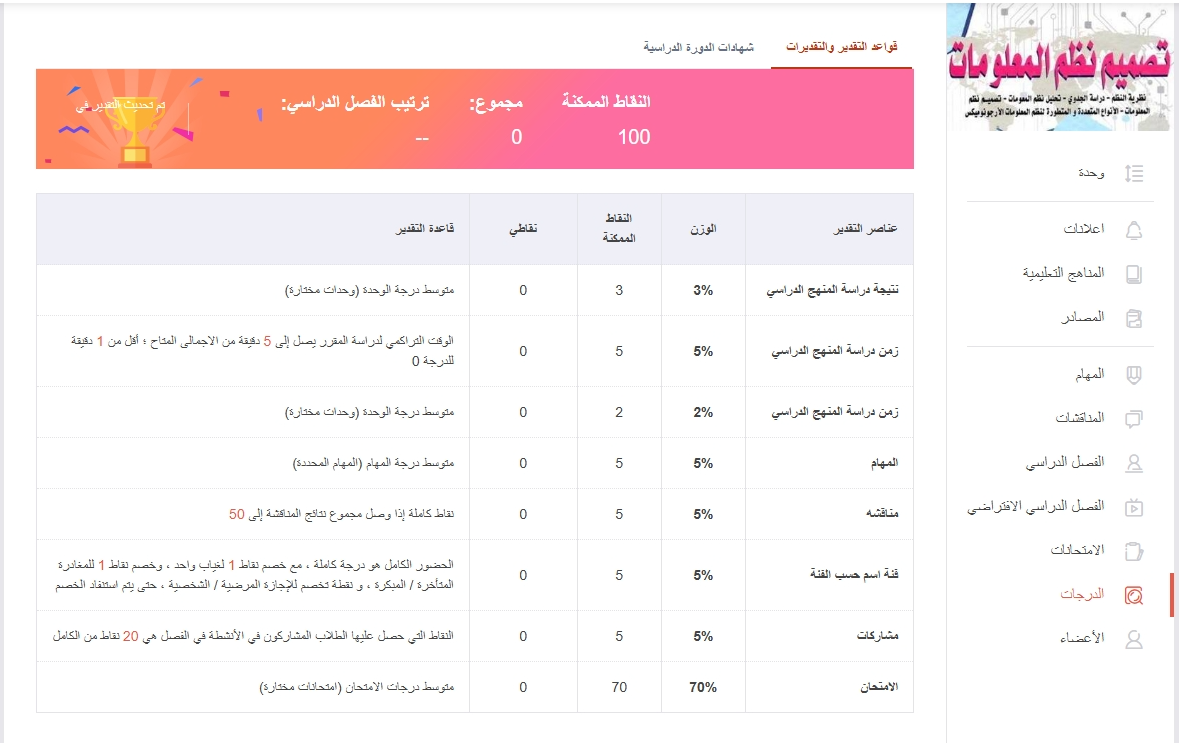 تصميم نظم المعلومات
نظرية النظم - دراسة الجدوي - تحليل نظم المعلومات - تصميم نظم
المعلومات - الأنواع المتعددة و المتطورة لنظم المعلومات الأرجونوميكس
وحدة
اعلانات
المناهج التعليمية
المصادر
المهام
المناقشات
الفصل الدراسي
الفصل الدراسي الافتراضي
الامتحانات
الدرجات
الأعضاء
قواعد التقدير والتقديرات شهادات الدورة الدراسية
النقاط الممكنة مجموع: ترتيب الفصل الدراسي: تم تحديث التقدير في
100 0 --
عناصر التقدير الوزن النقاط الممكنة نقاطي قاعدة التقدير
نتيجة دراسة المنهج الدراسي 3% 3 0 متوسط درجة الوحدة (وحدات مختارة)
زمن دراسة المنهج الدراسي 5% 5 0 الوقت التراكمي لدراسة المقرر يصل إلى 5 دقيقة من الاجمالى المتاح ؛ أقل من 1 دقيقة
للدرجة 0
زمن دراسة المنهج الدراسي 2% 2 0 متوسط درجة الوحدة (وحدات مختارة)
المهام 5% 5 0 متوسط درجة المهام (المهام المحددة)
مناقشه 5% 5 0 نقاط كاملة إذا وصل مجموع نتائج المناقشة إلى 50
فئة اسم حسب الفئة 5% 5 0 الحضور الكامل هو درجة كاملة ، مع خصم نقاط 1 لغياب واحد ، وخصم نقاط 1 للمغادرة
المتأخرة / المبكرة ، و نقطة تخصم للإجازة المرضية / الشخصية ، حتى يتم استنفاد الخصم
مشاركات 5% 5 0 النقاط التي حصل عليها الطلاب المشاركون في الأنشطة في الفصل هي 20 نقاط من الكامل
الامتحان 70% 70 0 متوسط درجات الامتحان (امتحانات مختارة)